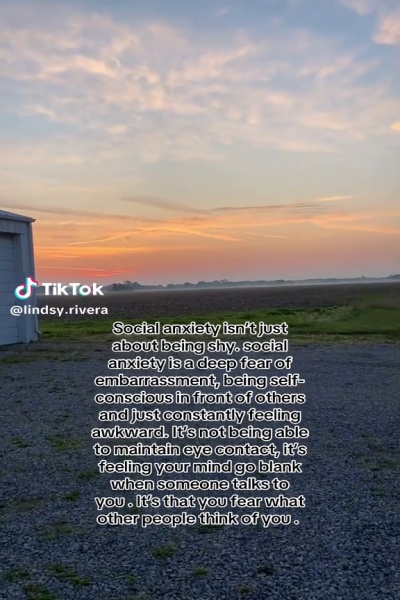 TikTok
@lindsy.rivera
Social anxiety isn't just
about being shy. social
anxiety is a deep fear of
embarrassment, being self-
conscious in front of others
and just constantly feeling
awkward. It's not being able
to maintain eye contact, it's
feeling your mind go blank
when someone talks to
you . It's that you fear what
other people think of you .